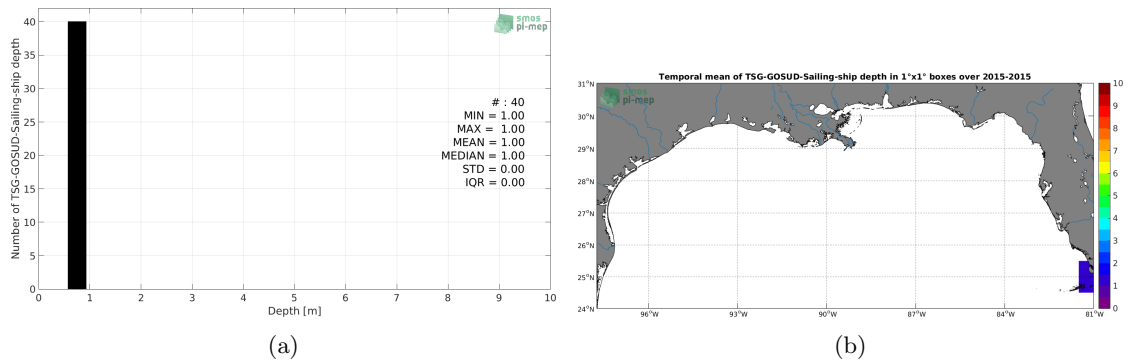 Number of TSG-GOSUD-Sailing-ship depth
40
35
30
25
20
15
10
5
0
0 1 2 3 4 5 6 7 8 9 10
Depth [m]
smos
pi-mep
# : 40
MIN = 1.00
MAX = 1.00
MEAN = 1.00
MEDIAN = 1.00
STD = 0.00
IQR = 0.00
(a)
Temporal mean of TSG-GOSUD-Sailing-ship depth in 1°x1° boxes over 2015-2015
smos
pi-mep
31°N
30°N
29°N
28°N
27°N
26°N
25°N
24°N
96°W 93°W 90°W 87°W 84°W 81°W
10
9
8
7
6
5
4
3
2
1
0
(b)